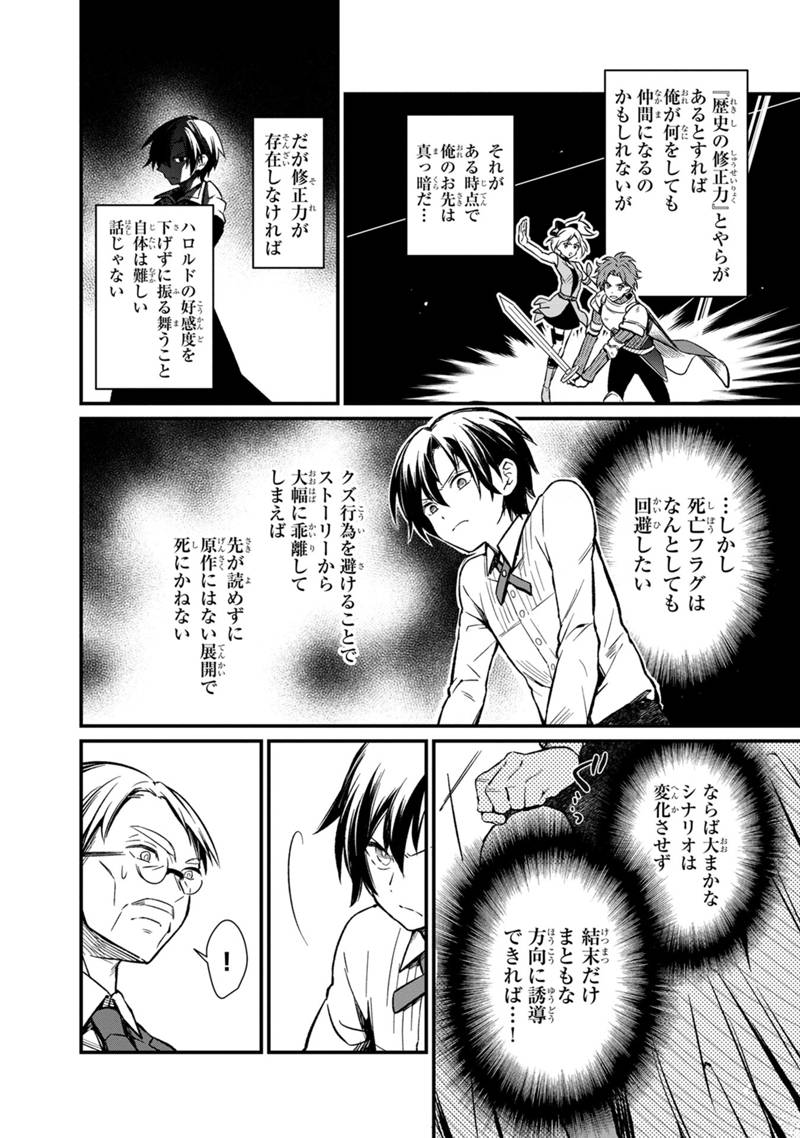 『歴史の修正力』とやらが
あるとすれば
俺が何をしても
仲間になるの
かもしれないが
それが
ある時点で
俺のお先は
真っ暗だ…
だが修正力が
存在しなければ
ハロルドの好感度を
下げずに振る舞うこと
自体は難しい
話じゃない
…しかし
死亡フラグは
なんとしても
回避したい
クズ行為を避けることで
ストーリーから
大幅に乖離して
しまえば
先が読めずに
原作にはない展開で
死にかねない
ならば大まかな
シナリオは
変化させず
結末だけ
まともな
方向に誘導
できれば…！
！